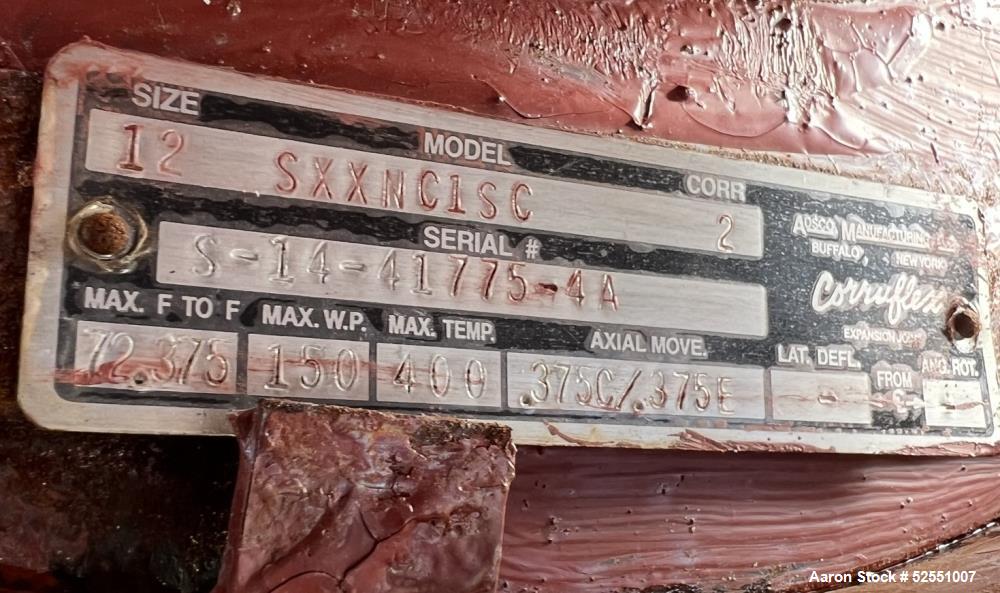 SIZE MODEL CORR
12 SXXNC1SC 2
SERIAL #
S-14-41775-4A
ADSCO MANUFACTURING
BUFFALO, NEW YORK
Corruflex
EXPANSION JOINT
MAX. F TO F MAX. W.P. MAX. TEMP. AXIAL MOVE. LAT. DEFL. FROM ANG. ROT.
72.375 150 400 .375C/.375E - -
Aaron Stock # 52551007